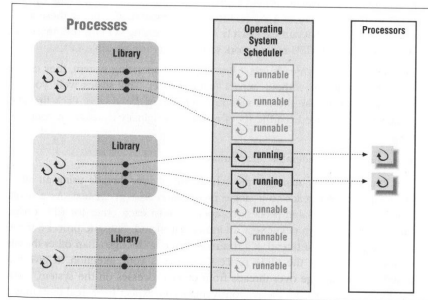 Processes
Operating
System
Scheduler
Processors
Library
runnable
runnable
runnable
Library
running
running
runnable
Library
runnable
runnable